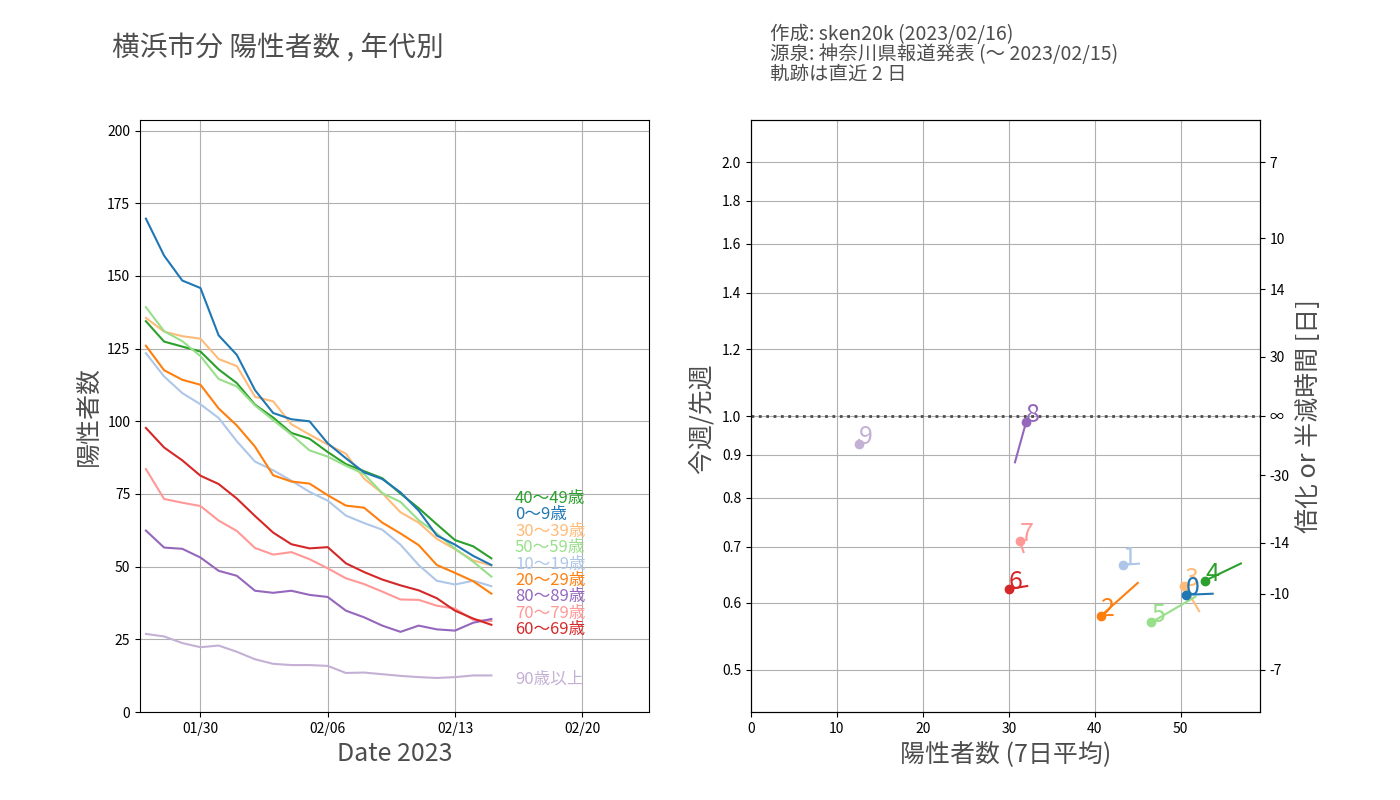 横浜市分 陽性者数 , 年代別
作成: sken20k (2023/02/16)
源泉: 神奈川県報道発表 (〜 2023/02/15)
軌跡は直近 2 日
陽性者数
200
175
150
125
100
75
50
25
0
40〜49歳
0〜9歳
30〜39歳
50〜59歳
10〜19歳
20〜29歳
80〜89歳
70〜79歳
60〜69歳
90歳以上
01/30
02/06
02/13
02/20
Date 2023
今週/先週
2.0
1.8
1.6
1.4
1.2
1.0
0.9
0.8
0.7
0.6
0.5
8
9
7
1
6
3
4
0
2
5
7
10
14
30
∞
-30
-14
-10
-7
倍化 or 半減時間 [日]
0
10
20
30
40
50
陽性者数 (7日平均)